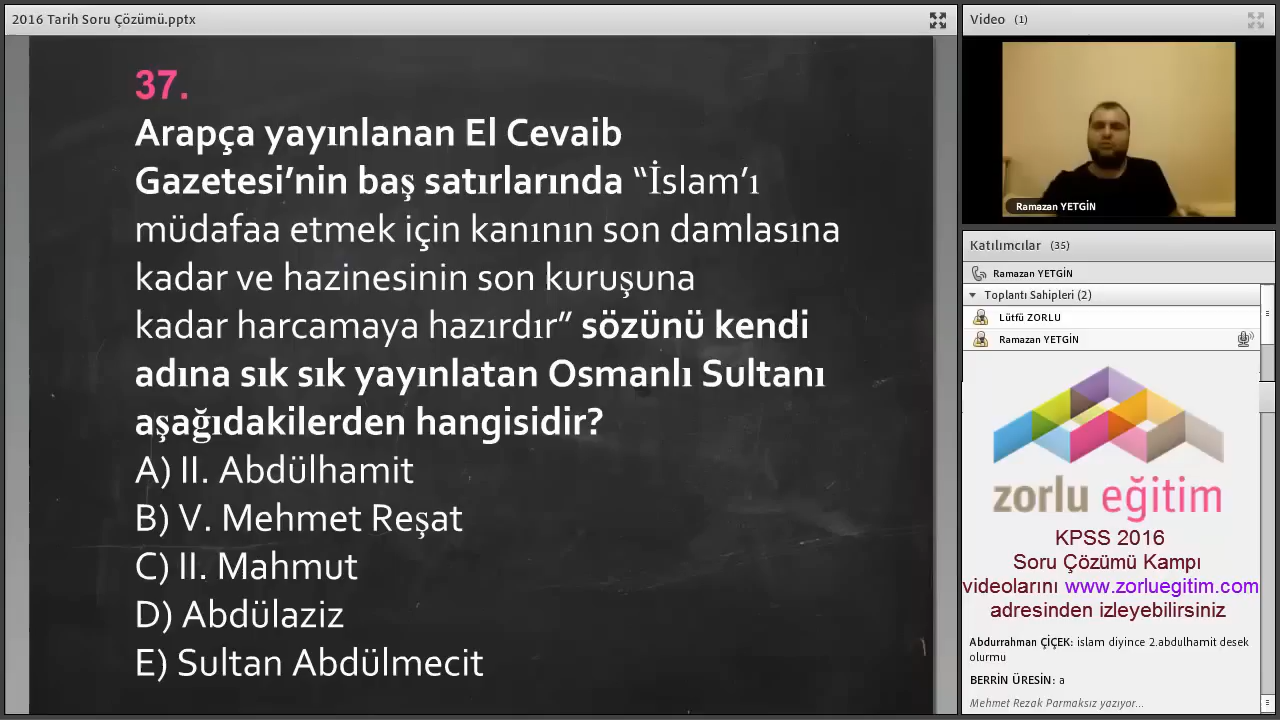 2016 Tarih Soru Çözümü.pptx
37.
Arapça yayınlanan El Cevaib
Gazetesi’nin baş satırlarında “İslam’ı
müdafaa etmek için kanının son damlasına
kadar ve hazinesinin son kuruşuna
kadar harcamaya hazırdır” sözünü kendi
adına sık sık yayınlatan Osmanlı Sultanı
aşağıdakilerden hangisidir?
A) II. Abdülhamit
B) V. Mehmet Reşat
C) II. Mahmut
D) Abdülaziz
E) Sultan Abdülmecit
Video (1)
Ramazan YETGİN
Katılımcılar (35)
Ramazan YETGİN
Toplantı Sahipleri (2)
Lütfü ZORLU
Ramazan YETGİN
zorlu eğitim
KPSS 2016
Soru Çözümü Kampı
videolarını www.zorluegitim.com
adresinden izleyebilirsiniz
Abdurrahman ÇİÇEK: islam diyince 2.abdulhamit desek
olurmu
BERRİN ÜRESİN: a
Mehmet Rezak Parmaksız yazıyor...